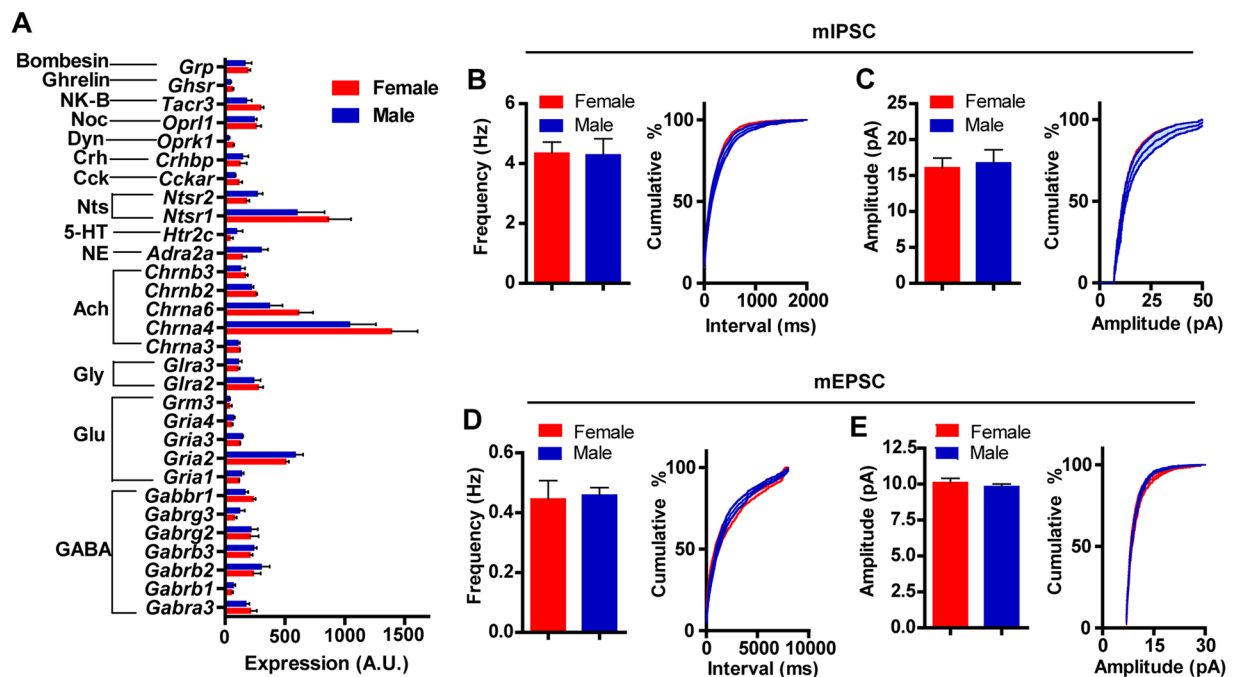 A
Bombesin Grp
Ghrelin Ghsr
NK-B Tacr3
Noc Oprl1
Dyn Oprk1
Crh Crhbp
Cck Cckar
Nts Ntsr2
Ntsr1
5-HT Htr2c
NE Adra2a
Ach Chrnb3
Chrnb2
Chrna6
Chrna4
Chrna3
Gly Glra3
Glra2
Glu Grm3
Gria4
Gria3
Gria2
Gria1
GABA Gabbr1
Gabrg3
Gabrg2
Gabrb3
Gabrb2
Gabrb1
Gabra3
0 500 1000 1500
Expression (A.U.)
Female
Male
mIPSC
B
Female
Male
Frequency (Hz)
6
4
2
0
Cumulative %
100
50
0
0 1000 2000
Interval (ms)
C
Female
Male
Amplitude (pA)
25
20
15
10
5
0
Cumulative %
100
50
0
0 25 50
Amplitude (pA)
mEPSC
D
Female
Male
Frequency (Hz)
0.6
0.4
0.2
0.0
Cumulative %
100
50
0
0 5000 10000
Interval (ms)
E
Female
Male
Amplitude (pA)
12.5
10.0
7.5
5.0
2.5
0.0
Cumulative %
100
50
0
0 15 30
Amplitude (pA)